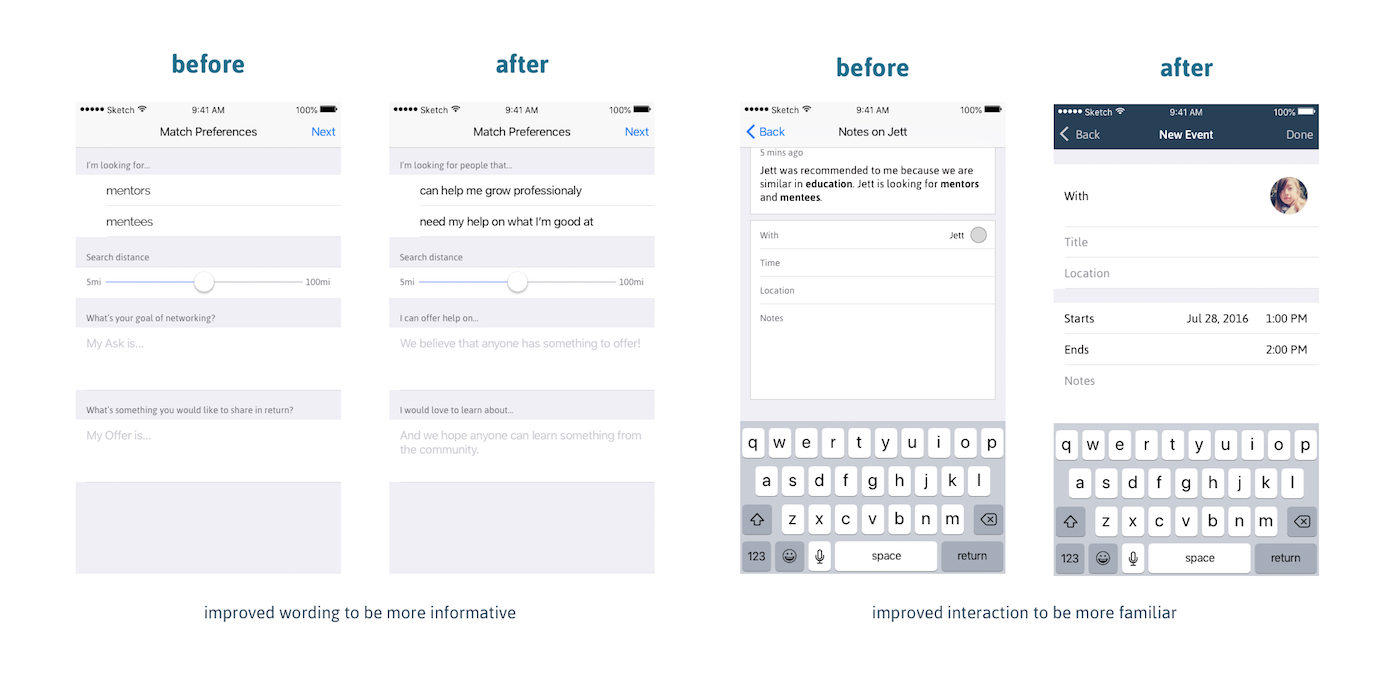 before
Sketch 9:41 AM 100%
Match Preferences Next
I'm looking for...
mentors
mentees
Search distance
5mi 100mi
What's your goal of networking?
My Ask is...
What's something you would like to share in return?
My Offer is...
after
Sketch 9:41 AM 100%
Match Preferences Next
I'm looking for people that...
can help me grow professionaly
need my help on what I'm good at
Search distance
5mi 100mi
I can offer help on...
We believe that anyone has something to offer!
I would love to learn about...
And we hope anyone can learn something from
the community.
improved wording to be more informative
before
Sketch 9:41 AM 100%
Back Notes on Jett
5 mins ago
Jett was recommended to me because we are
similar in education. Jett is looking for mentors
and mentees.
With Jett
Time
Location
Notes
q w e r t y u i o p
a s d f g h j k l
z x c v b n m
123 space return
after
Sketch 9:41 AM 100%
Back New Event Done
With
Title
Location
Starts Jul 28, 2016 1:00 PM
Ends 2:00 PM
Notes
q w e r t y u i o p
a s d f g h j k l
z x c v b n m
123 space return
improved interaction to be more familiar